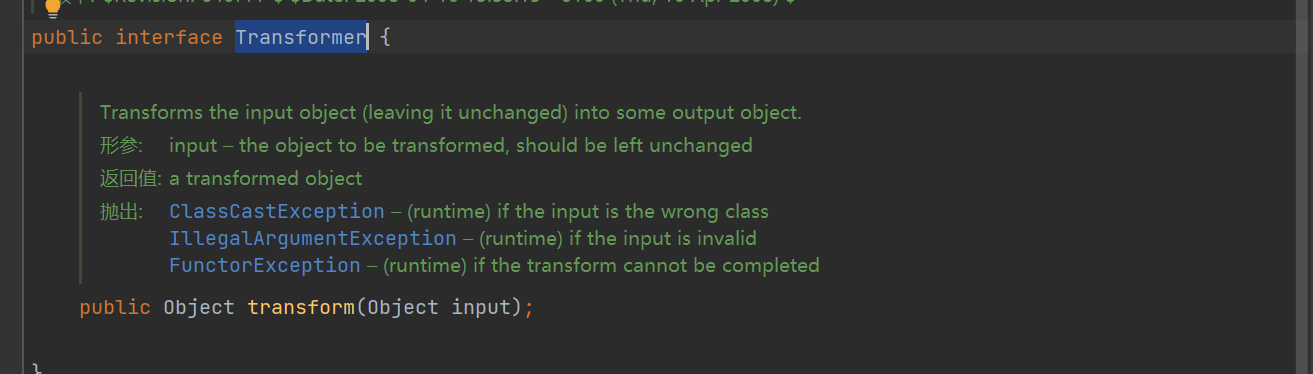 public interface Transformer {
Transforms the input object (leaving it unchanged) into some output object.
形参: input – the object to be transformed, should be left unchanged
返回值: a transformed object
抛出: ClassCastException – (runtime) if the input is the wrong class
IllegalArgumentException – (runtime) if the input is invalid
FunctorException – (runtime) if the transform cannot be completed
public Object transform(Object input);
}